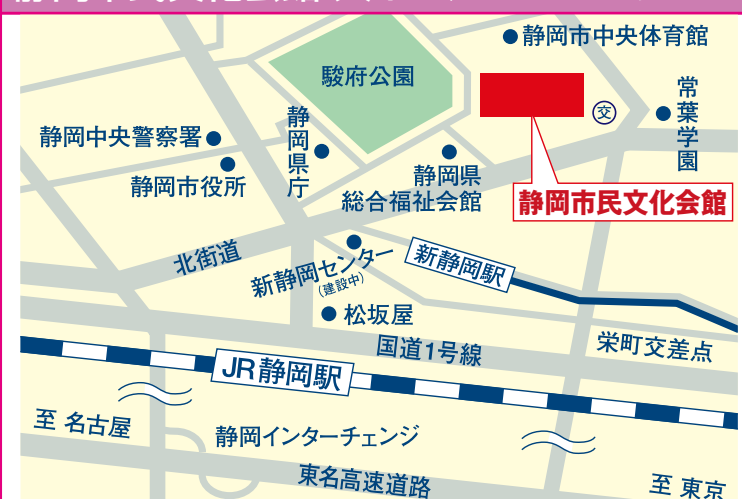 静岡市中央体育館
駿府公園
交
常葉学園
静岡中央警察署
静岡県庁
静岡市役所
静岡県
総合福祉会館
静岡市民文化会館
北街道
新静岡センター
(建設中)
新静岡駅
松坂屋
国道1号線
栄町交差点
JR静岡駅
至 名古屋
静岡インターチェンジ
東名高速道路
至 東京